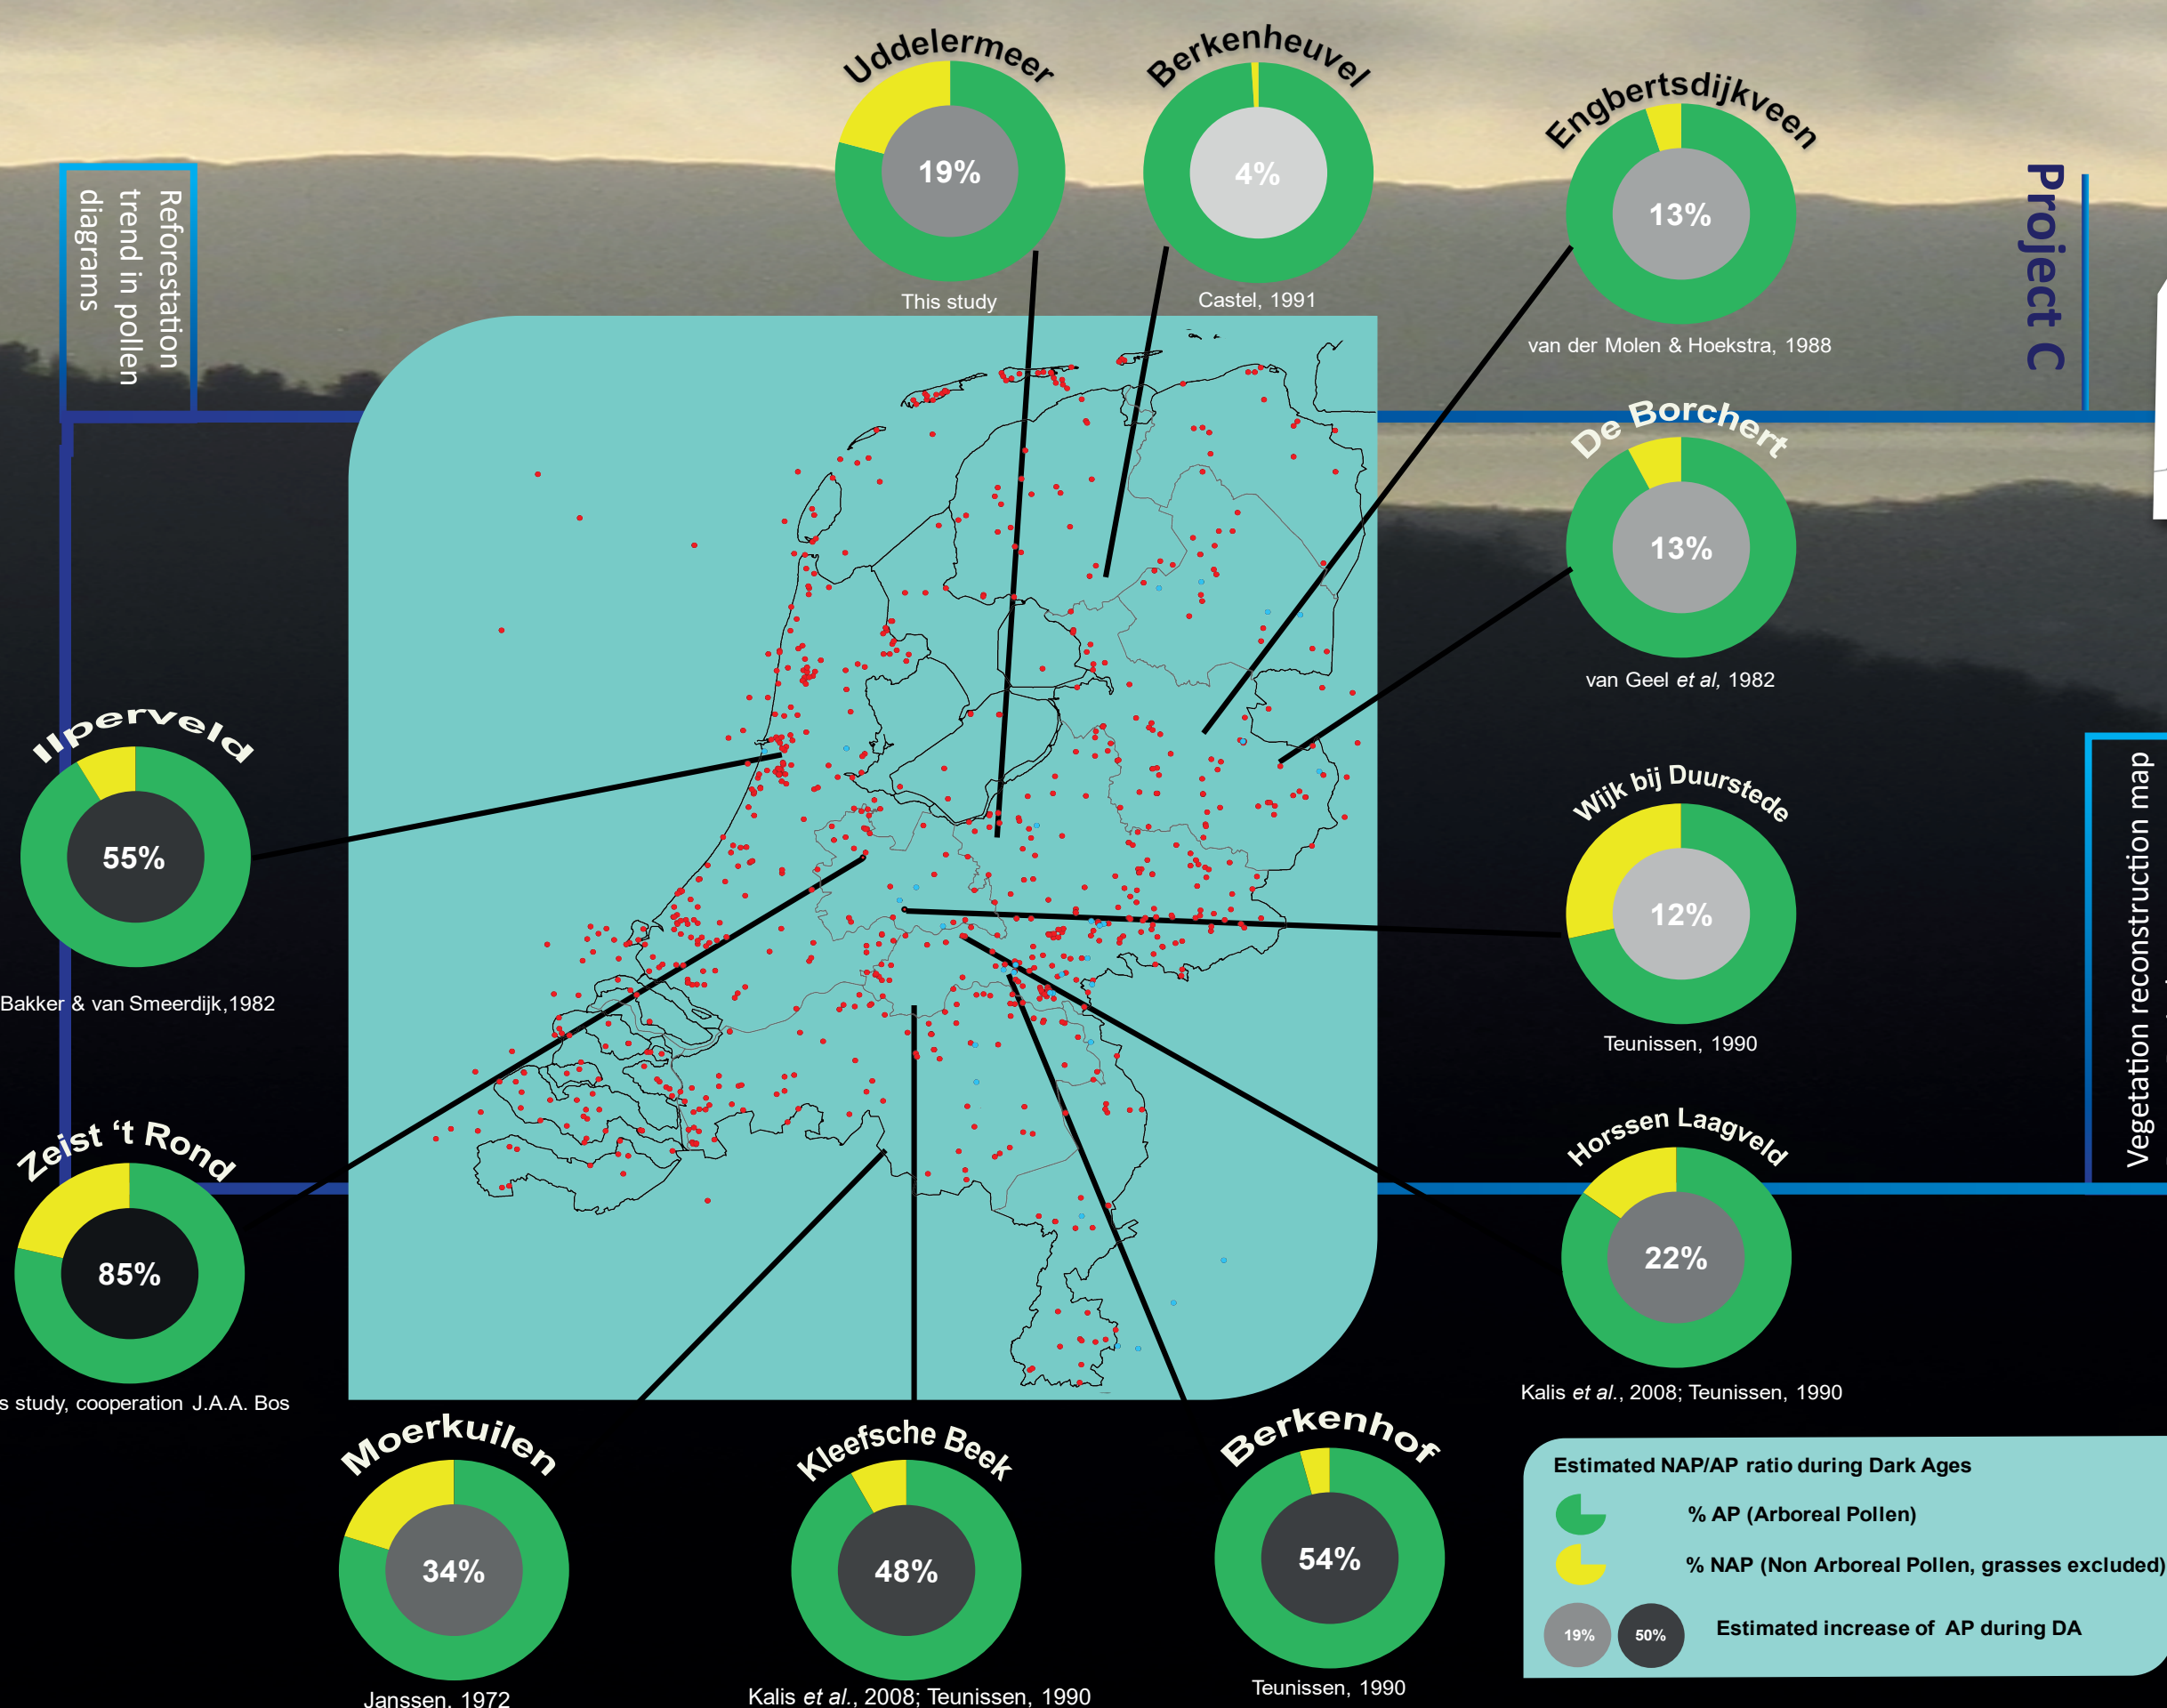 Uddelermeer
19%
This study
Berkenheuvel
4%
Castel, 1991
Engbertsdijkveen
13%
van der Molen & Hoekstra, 1988
Project C
Reforestation
trend in pollen
diagrams
De Borchert
13%
van Geel et al, 1982
Ilperveld
55%
Bakker & van Smeerdijk,1982
Wijk bij Duurstede
12%
Teunissen, 1990
Vegetation reconstruction map
Zeist ‘t Rond
85%
s study, cooperation J.A.A. Bos
Horssen Laagveld
22%
Kalis et al., 2008; Teunissen, 1990
Moerkuilen
34%
Janssen, 1972
Kleefsche Beek
48%
Kalis et al., 2008; Teunissen, 1990
Berkenhof
54%
Teunissen, 1990
Estimated NAP/AP ratio during Dark Ages
% AP (Arboreal Pollen)
% NAP (Non Arboreal Pollen, grasses excluded)
19%
50%
Estimated increase of AP during DA